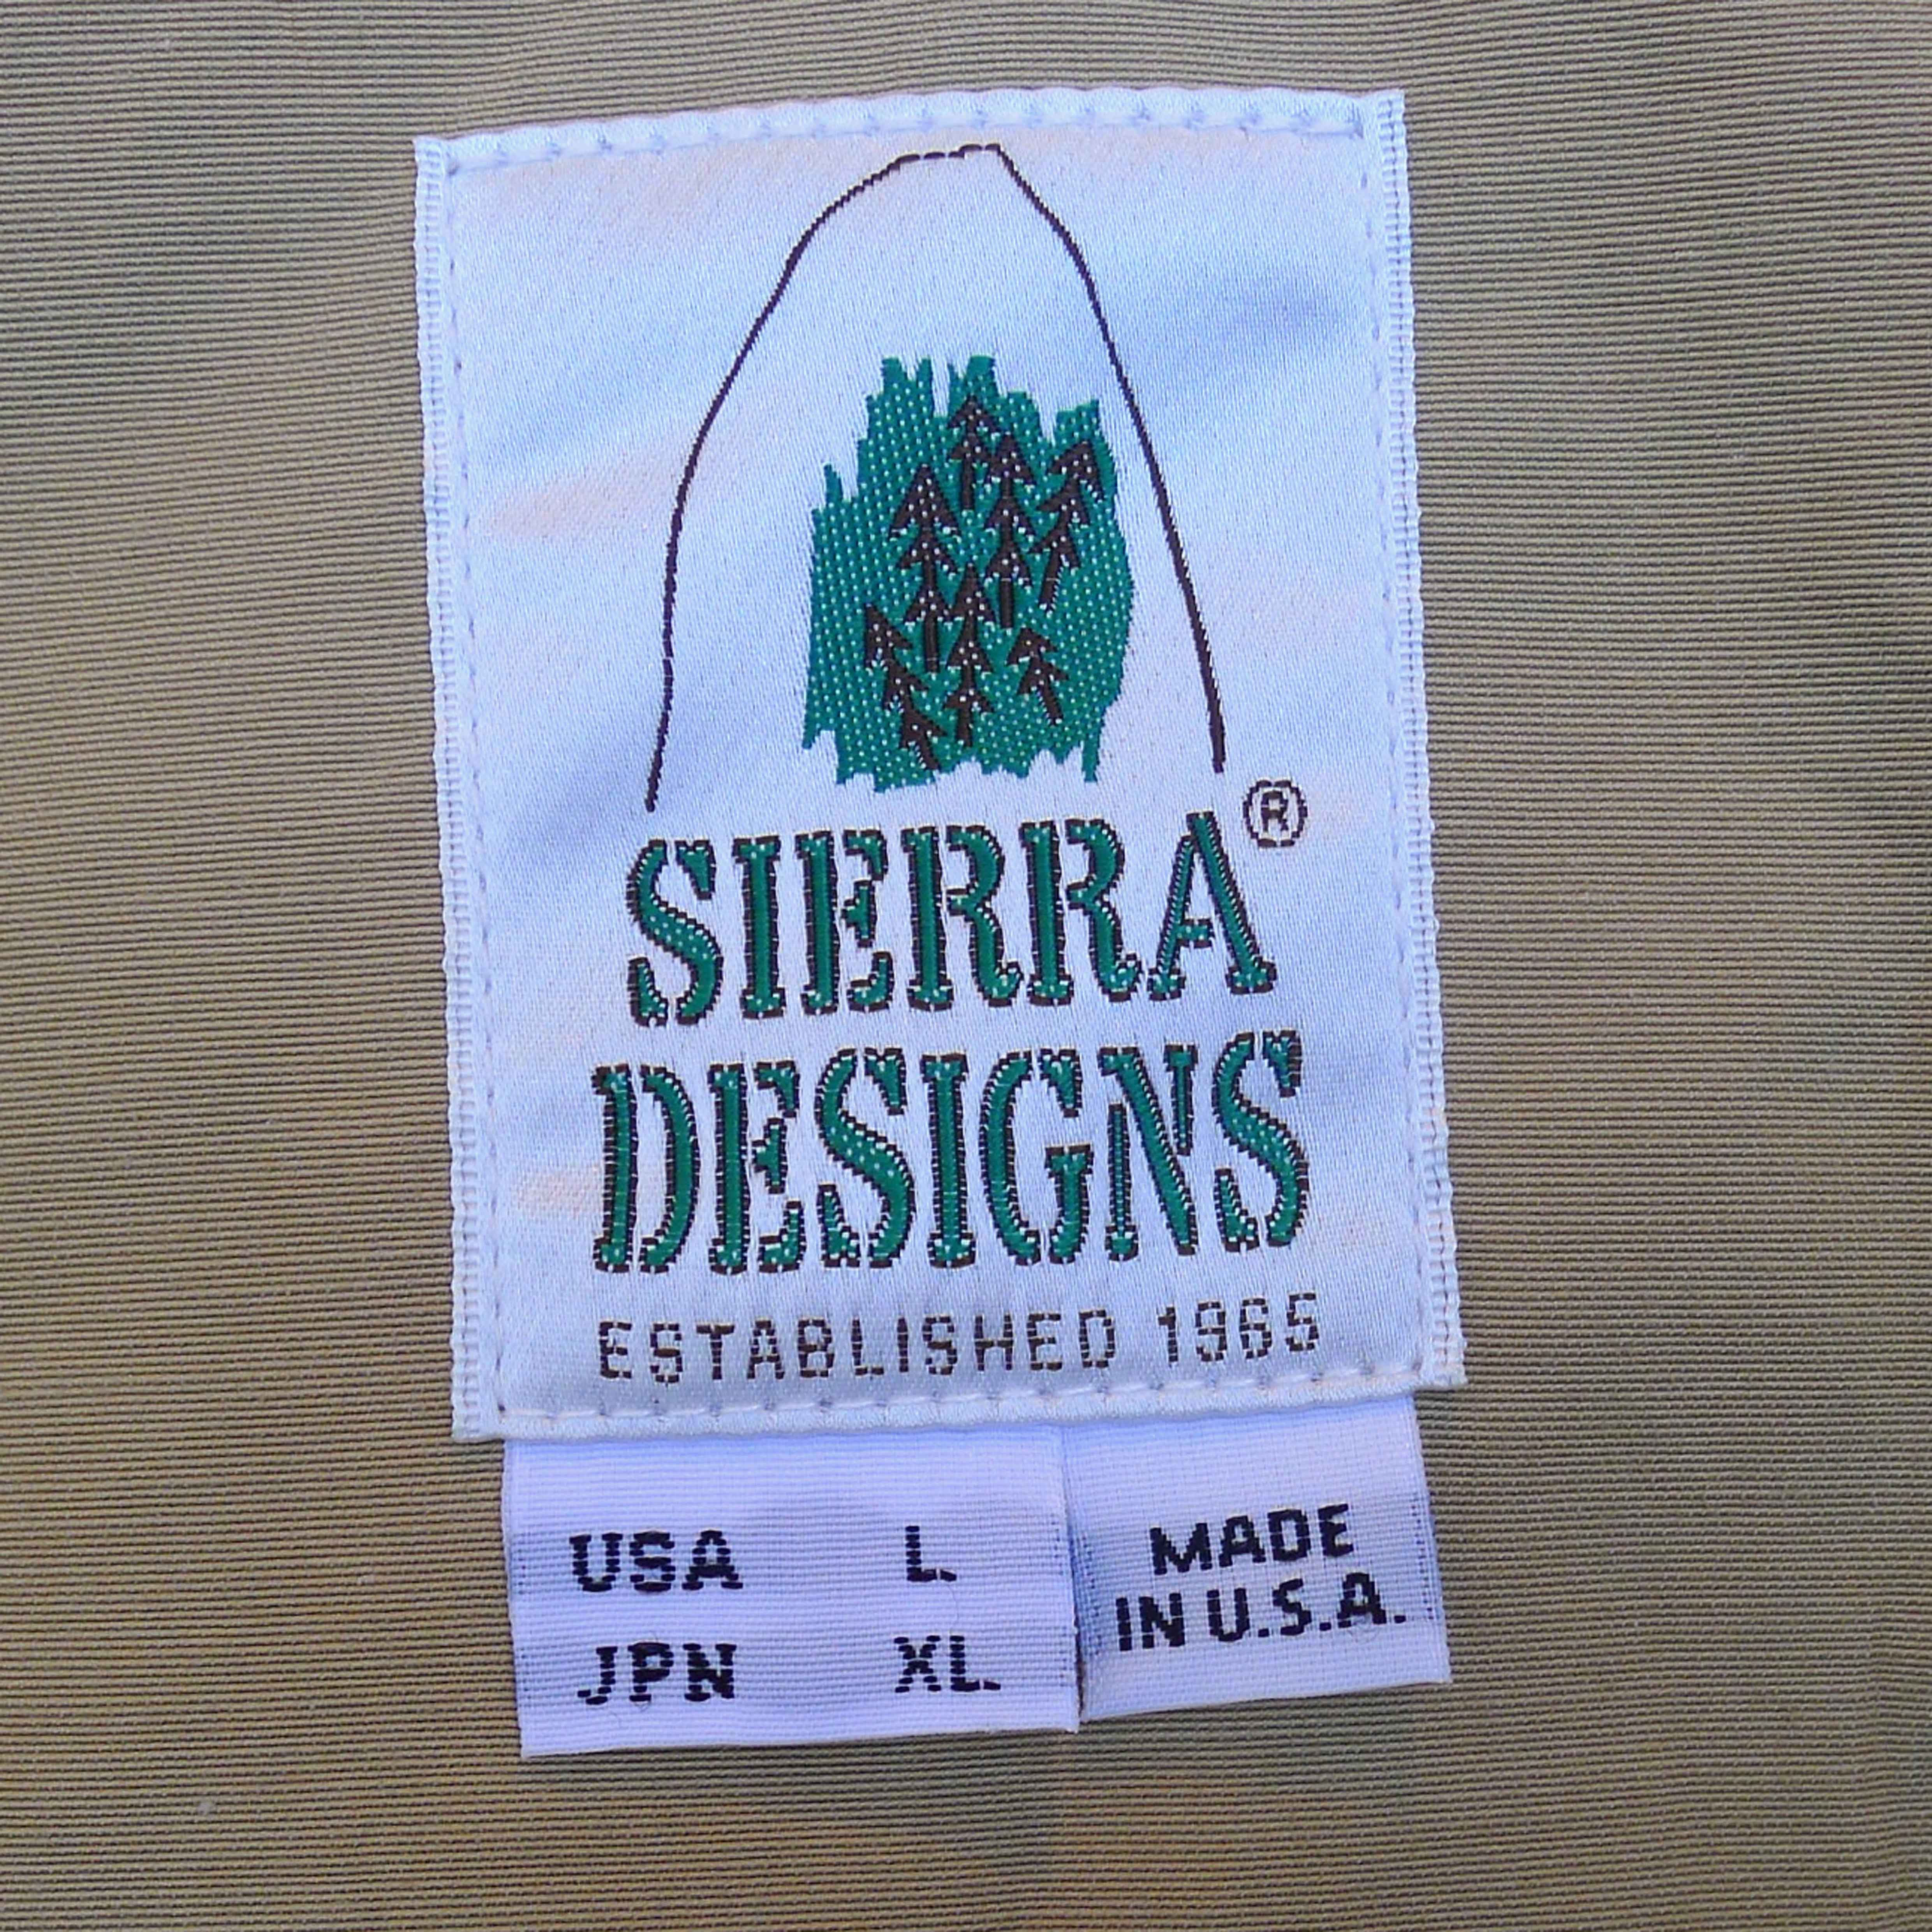 SIERRA®
DESIGNS
ESTABLISHED 1965
USA L.
JPN XL.
MADE
IN U.S.A.